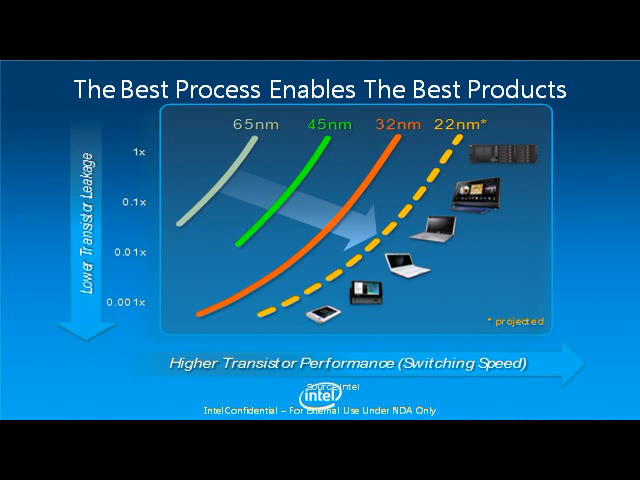 The Best Process Enables The Best Products
65nm 45nm 32nm 22nm*
Lower Transistor Leakage
1x
0.1x
0.01x
0.001x
* projected
Higher Transistor Performance (Switching Speed)
Source: Intel
intel
Intel Confidential – For External Use Under NDA Only